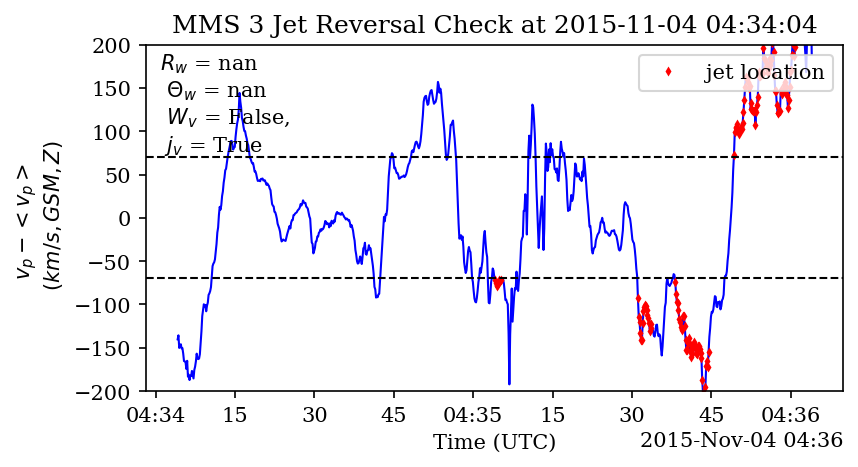 MMS 3 Jet Reversal Check at 2015-11-04 04:34:04
R_w = nan
Θ_w = nan
W_v = False,
j_v = True
jet location
200
150
100
50
0
−50
−100
−150
−200
v_p − < v_p >
(km/s, GSM, Z)
04:34 15 30 45 04:35 15 30 45 04:36
Time (UTC)
2015-Nov-04 04:36